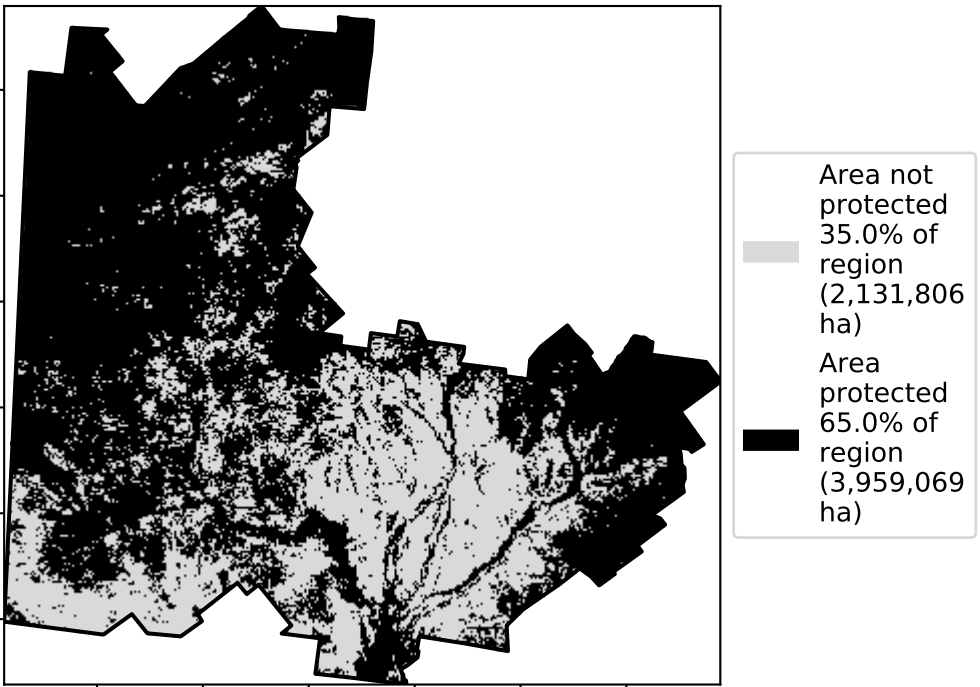 Area not
protected
35.0% of
region
(2,131,806
ha)
Area
protected
65.0% of
region
(3,959,069
ha)